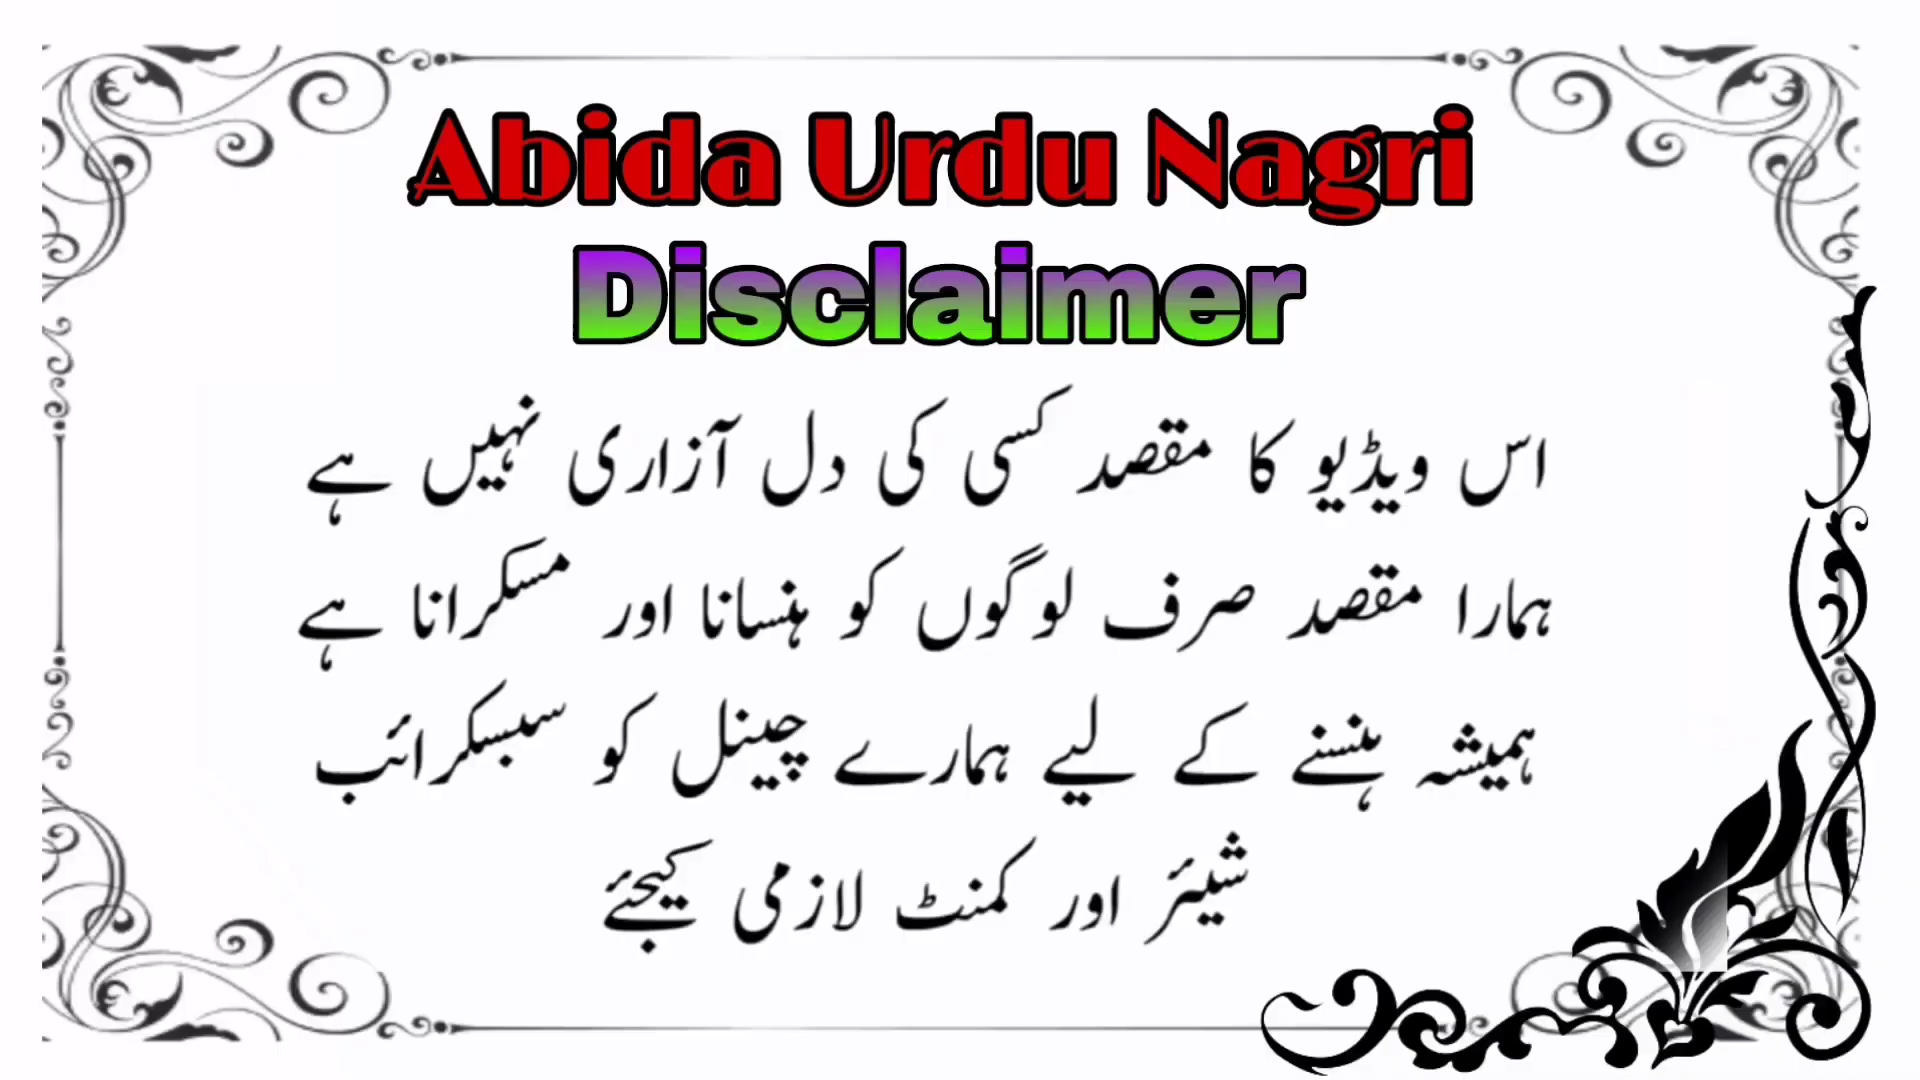 Abida Urdu Nagri
Disclaimer
اس ویڈیو کا مقصد کسی کی دل آزاری نہیں ہے
ہمارا مقصد صرف لوگوں کو ہنسانا اور مسکرانا ہے
ہمیشہ ہنسنے کے لیے ہمارے چینل کو سبسکرائب
شیئر اور کمنٹ لازمی کیجئے